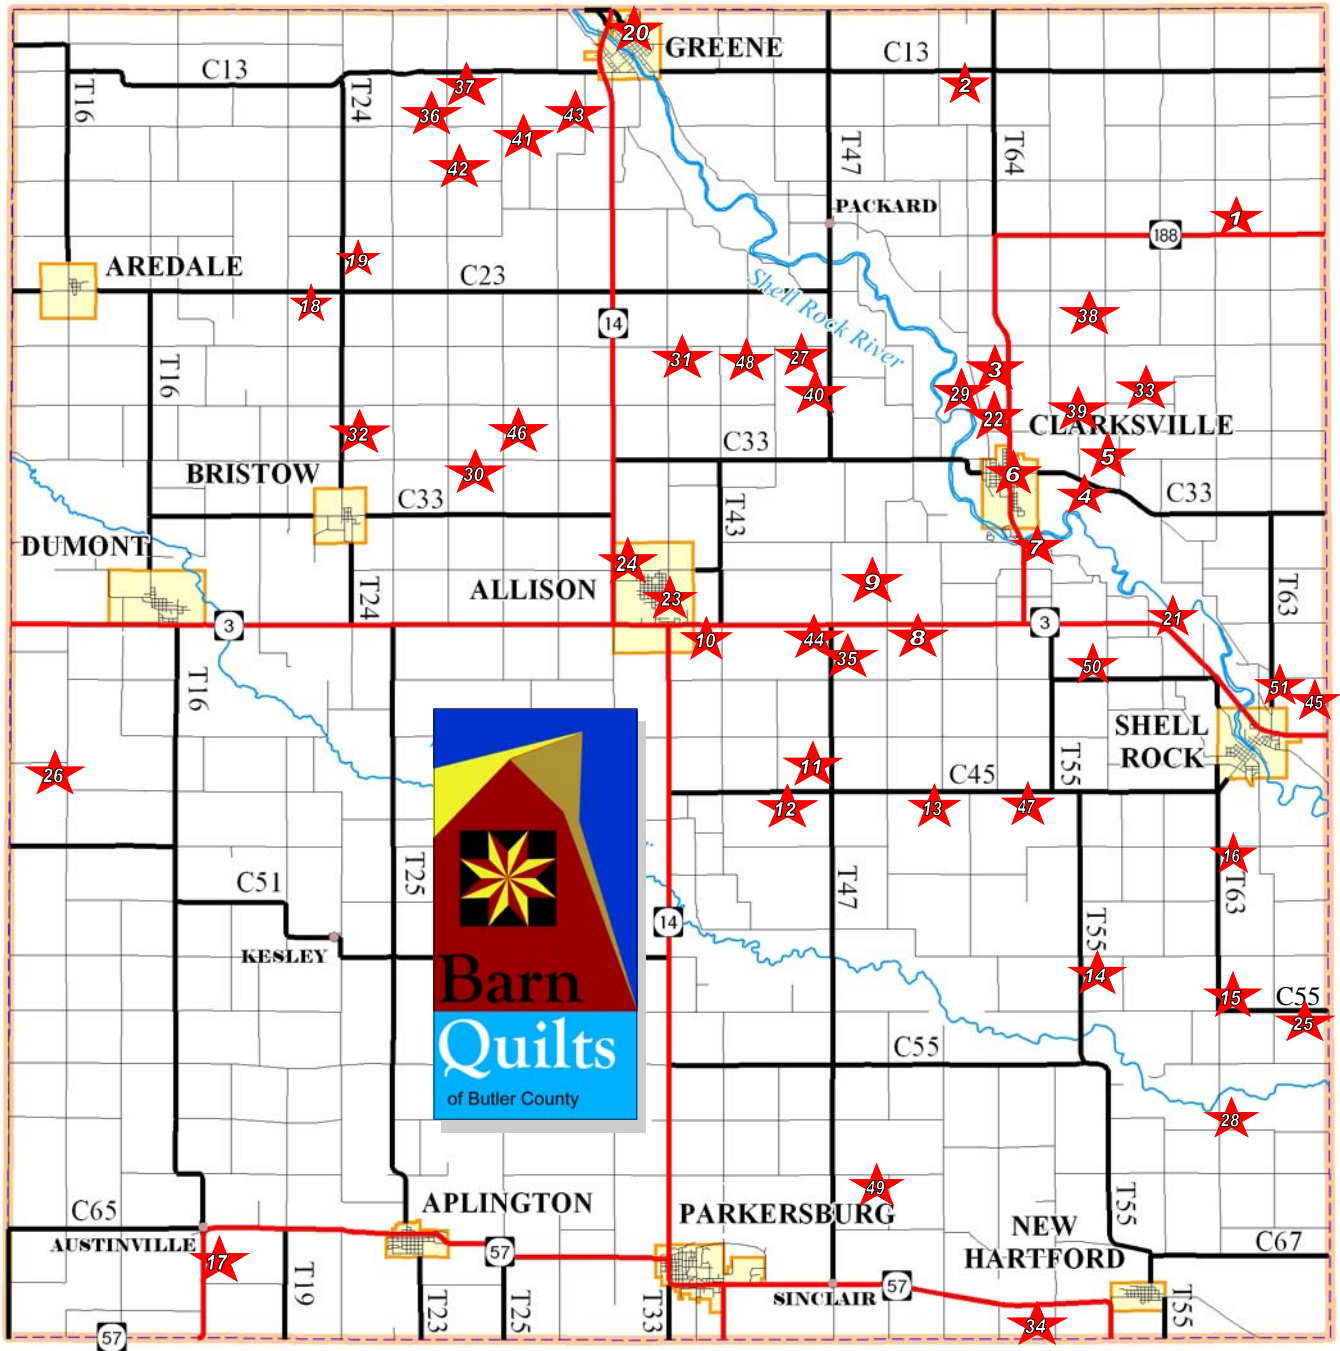 20
GREENE
C13
C13
37
2
T16
T24
36
43
41
T47
T64
42
PACKARD
1
188
19
AREDALE
C23
18
Shell Rock River
38
14
31
48
27
3
T16
29
40
33
39
22
CLARKSVILLE
32
46
C33
5
BRISTOW
30
6
C33
4
C33
T43
DUMONT
7
24
ALLISON
9
T24
23
T63
3
10
44
8
3
21
35
50
T16
51
45
SHELL
ROCK
26
11
T55
C45
12
13
47
16
T25
C51
T47
T63
14
T55
KESLEY
14
Barn
15
C55
25
Quilts
C55
of Butler County
28
49
APLINGTON
T55
C65
PARKERSBURG
NEW
HARTFORD
AUSTINVILLE
57
C67
17
T19
57
SINCLAIR
T23
T25
T33
T55
34
57